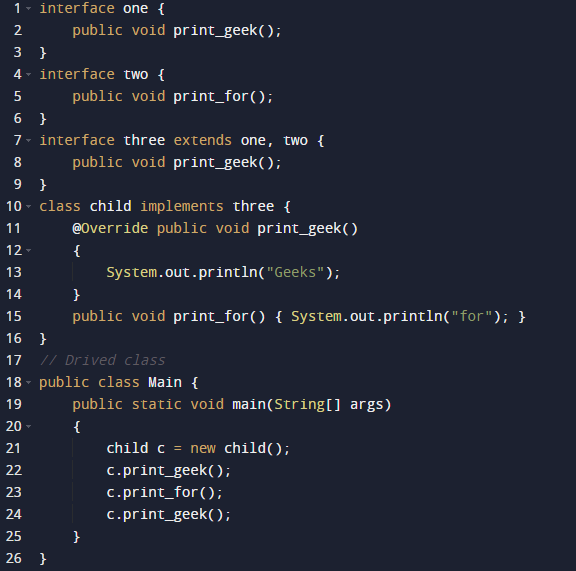 1 interface one {
2     public void print_geek();
3 }
4 interface two {
5     public void print_for();
6 }
7 interface three extends one, two {
8     public void print_geek();
9 }
10 class child implements three {
11     @Override public void print_geek()
12     {
13         System.out.println("Geeks");
14     }
15     public void print_for() { System.out.println("for"); }
16 }
17 // Drived class
18 public class Main {
19     public static void main(String[] args)
20     {
21         child c = new child();
22         c.print_geek();
23         c.print_for();
24         c.print_geek();
25     }
26 }